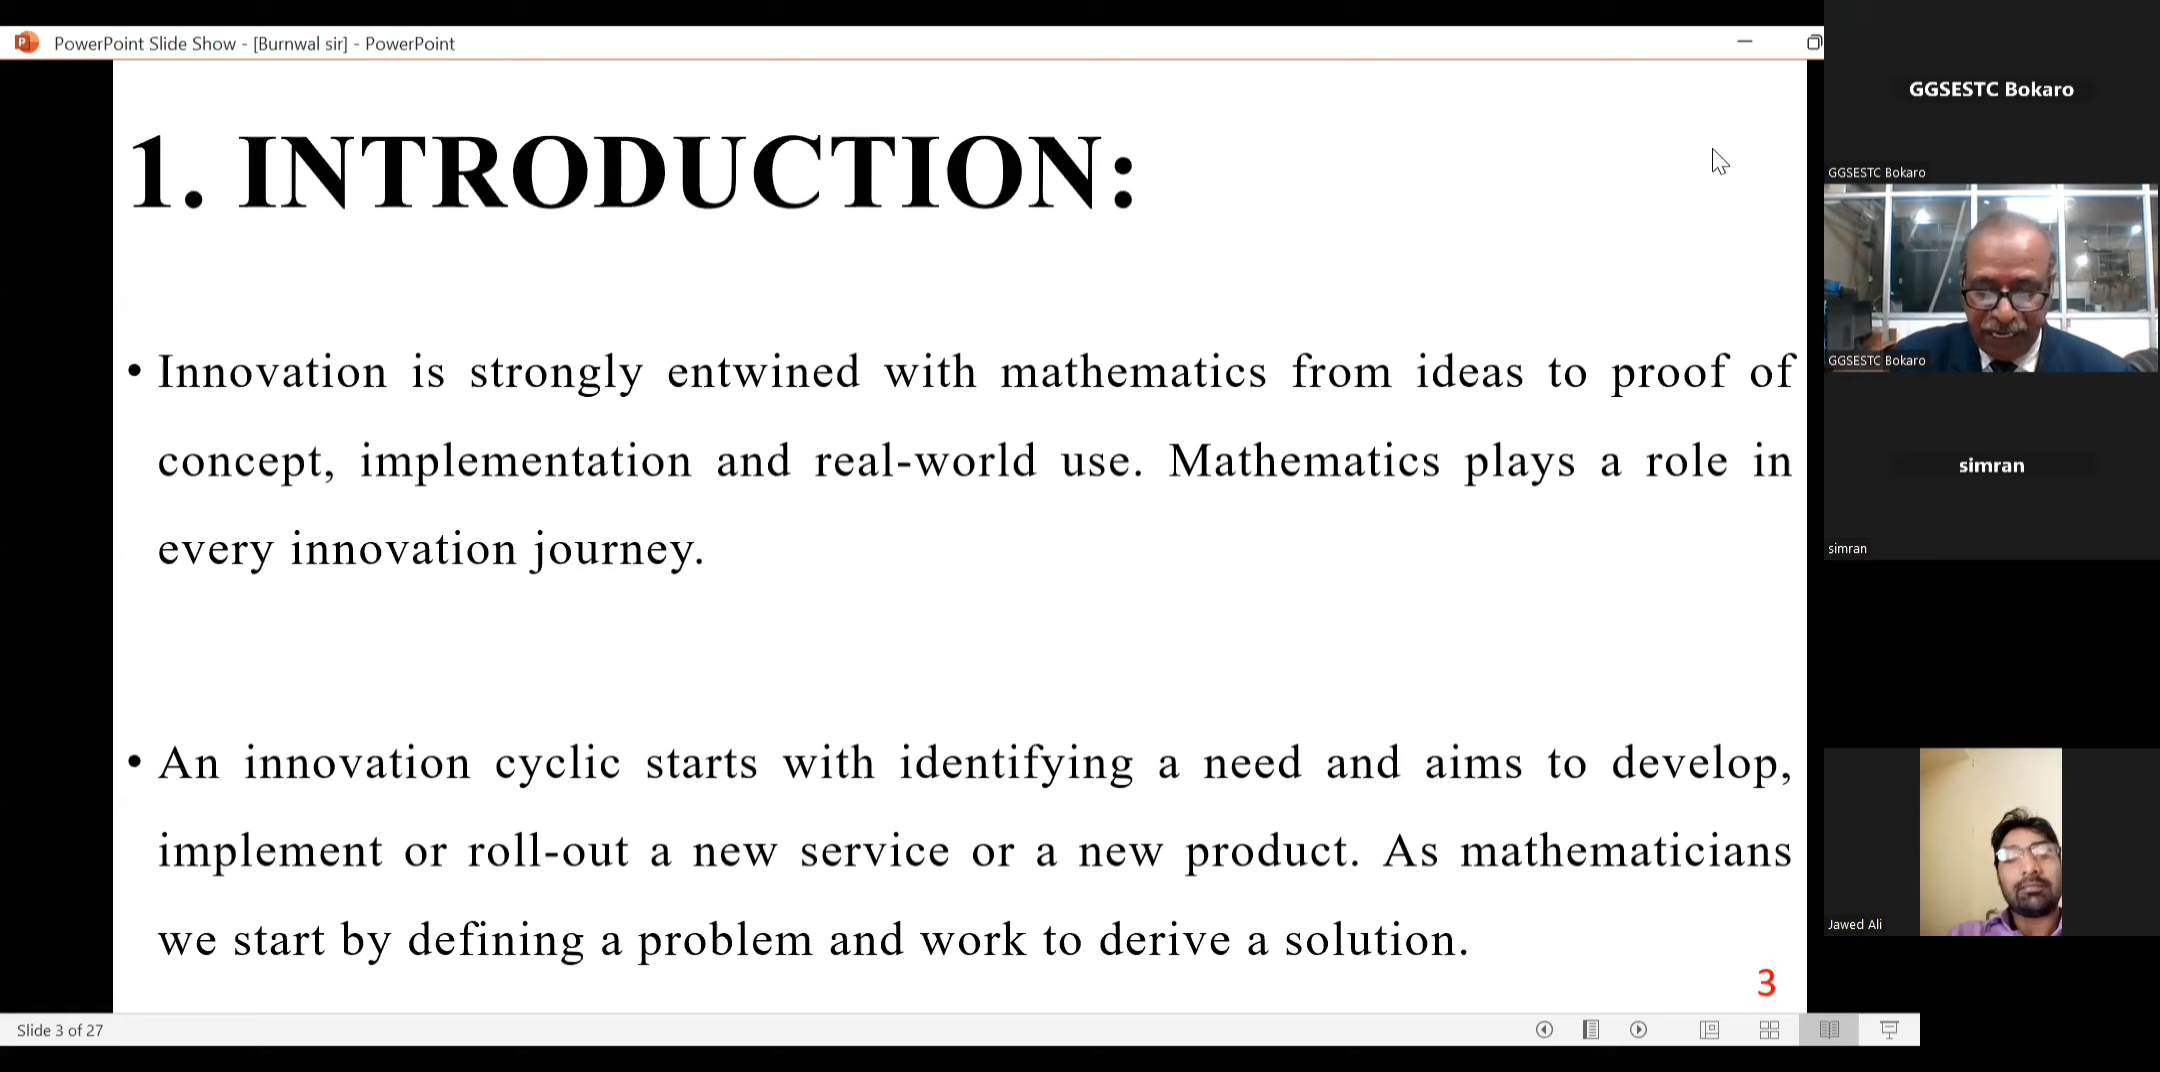 PowerPoint Slide Show - [Burnwal sir] - PowerPoint
1. INTRODUCTION:
• Innovation is strongly entwined with mathematics from ideas to proof of
concept, implementation and real-world use. Mathematics plays a role in
every innovation journey.
• An innovation cyclic starts with identifying a need and aims to develop,
implement or roll-out a new service or a new product. As mathematicians
we start by defining a problem and work to derive a solution.
3
Slide 3 of 27
GGSESTC Bokaro
GGSESTC Bokaro
GGSESTC Bokaro
simran
simran
Jawed Ali